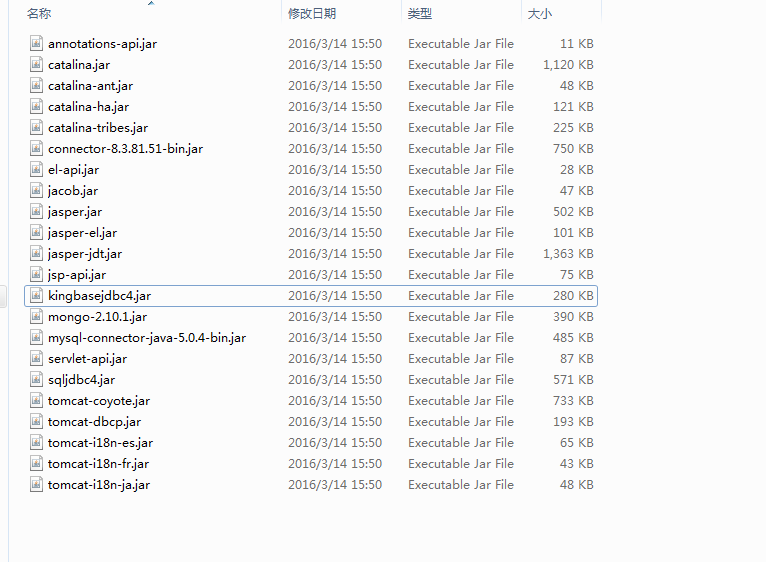 名称 修改日期 类型 大小
annotations-api.jar 2016/3/14 15:50 Executable Jar File 11 KB
catalina.jar 2016/3/14 15:50 Executable Jar File 1,120 KB
catalina-ant.jar 2016/3/14 15:50 Executable Jar File 48 KB
catalina-ha.jar 2016/3/14 15:50 Executable Jar File 121 KB
catalina-tribes.jar 2016/3/14 15:50 Executable Jar File 225 KB
connector-8.3.81.51-bin.jar 2016/3/14 15:50 Executable Jar File 750 KB
el-api.jar 2016/3/14 15:50 Executable Jar File 28 KB
jacob.jar 2016/3/14 15:50 Executable Jar File 47 KB
jasper.jar 2016/3/14 15:50 Executable Jar File 502 KB
jasper-el.jar 2016/3/14 15:50 Executable Jar File 101 KB
jasper-jdt.jar 2016/3/14 15:50 Executable Jar File 1,363 KB
jsp-api.jar 2016/3/14 15:50 Executable Jar File 75 KB
kingbasejdbc4.jar 2016/3/14 15:50 Executable Jar File 280 KB
mongo-2.10.1.jar 2016/3/14 15:50 Executable Jar File 390 KB
mysql-connector-java-5.0.4-bin.jar 2016/3/14 15:50 Executable Jar File 485 KB
servlet-api.jar 2016/3/14 15:50 Executable Jar File 87 KB
sqljdbc4.jar 2016/3/14 15:50 Executable Jar File 571 KB
tomcat-coyote.jar 2016/3/14 15:50 Executable Jar File 733 KB
tomcat-dbcp.jar 2016/3/14 15:50 Executable Jar File 193 KB
tomcat-i18n-es.jar 2016/3/14 15:50 Executable Jar File 65 KB
tomcat-i18n-fr.jar 2016/3/14 15:50 Executable Jar File 43 KB
tomcat-i18n-ja.jar 2016/3/14 15:50 Executable Jar File 48 KB